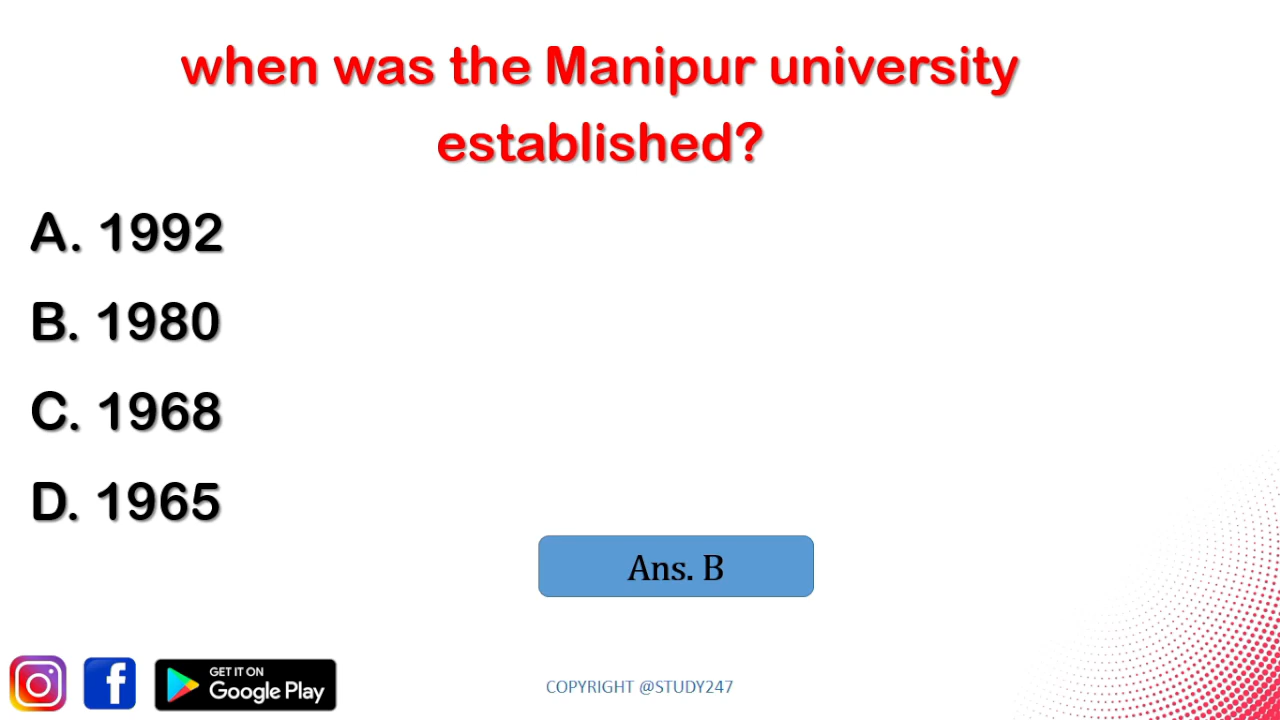 when was the Manipur university
established?
A. 1992
B. 1980
C. 1968
D. 1965
Ans. B
GET IT ON
Google Play
COPYRIGHT @STUDY247